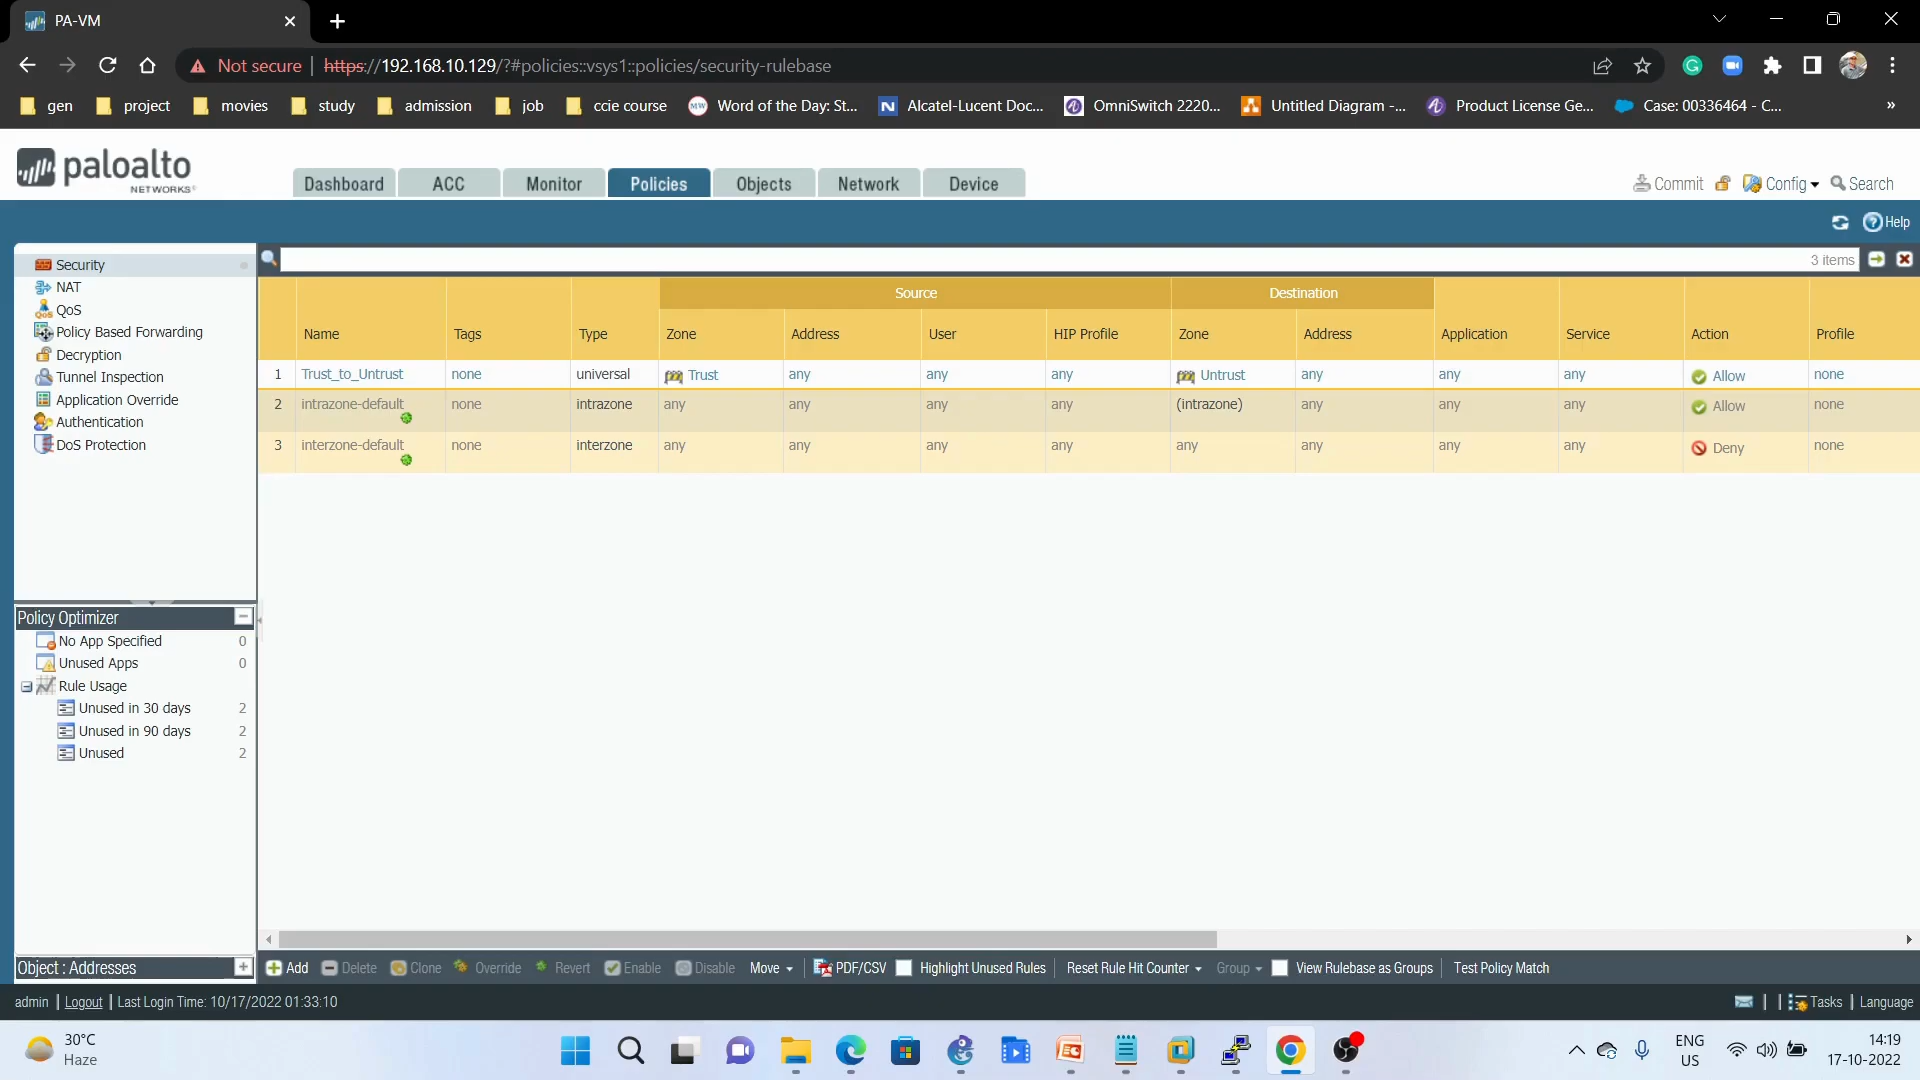 PA-VM
Not secure | https://192.168.10.129/?#policies::vsys1::policies/security-rulebase
gen project movies study admission job ccie course Word of the Day: St... Alcatel-Lucent Doc... OmniSwitch 2220... Untitled Diagram -... Product License Ge... Case: 00336464 - C... »
paloalto
NETWORKS
Dashboard ACC Monitor Policies Objects Network Device
Commit Config Search
Help
3 items
Security
NAT
QoS
Policy Based Forwarding
Decryption
Tunnel Inspection
Application Override
Authentication
DoS Protection
Source Destination
Name Tags Type Zone Address User HIP Profile Zone Address Application Service Action Profile
1 Trust_to_Untrust none universal Trust any any any Untrust any any any Allow none
2 intrazone-default none intrazone any any any any (intrazone) any any any Allow none
3 interzone-default none interzone any any any any any any any any Deny none
Policy Optimizer
No App Specified 0
Unused Apps 0
Rule Usage
Unused in 30 days 2
Unused in 90 days 2
Unused 2
Object : Addresses
Add Delete Clone Override Revert Enable Disable Move PDF/CSV Highlight Unused Rules Reset Rule Hit Counter Group View Rulebase as Groups Test Policy Match
admin | Logout | Last Login Time: 10/17/2022 01:33:10
Tasks | Language
30°C
Haze
ENG
US
14:19
17-10-2022